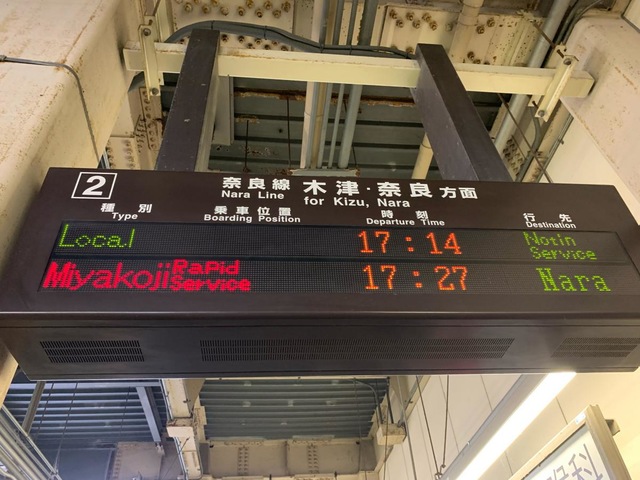 2 奈良線 木津・奈良 方面
Nara Line for Kizu, Nara
種別 乗車位置 時刻 行先
Type Boarding Position Departure Time Destination
Local 17:14 Notin Service
Miyakoji Rapid Service 17:27 Nara
科